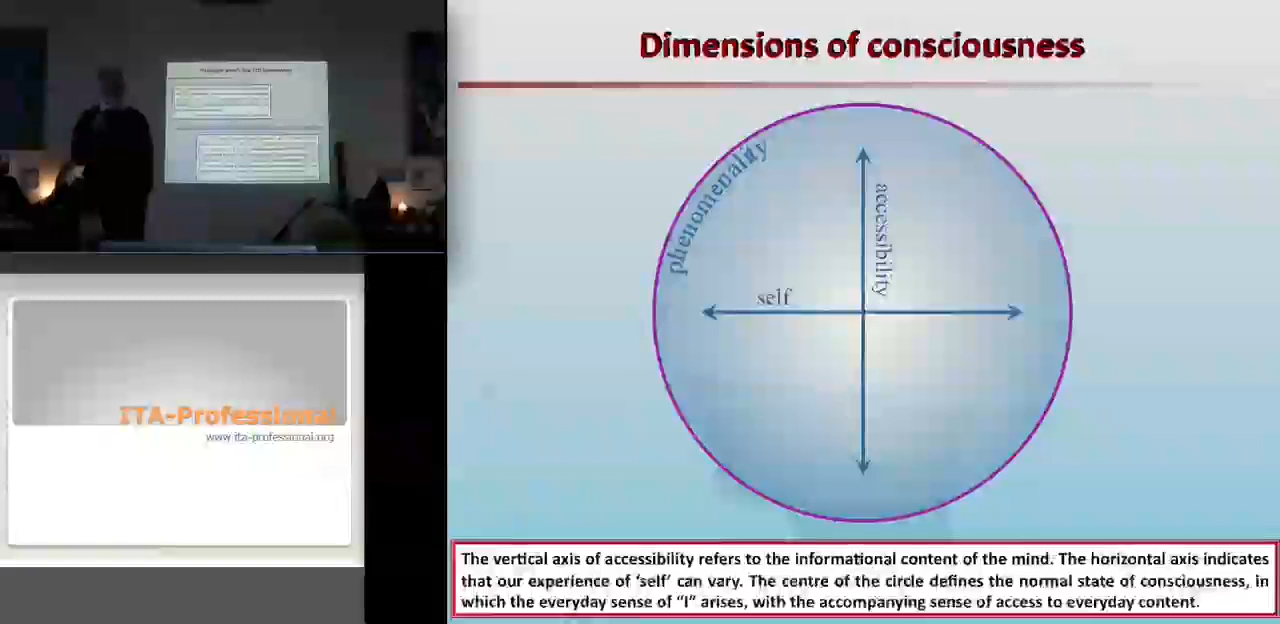 Dimensions of consciousness
phenomenality
accessibility
self
ITA-Professional
www.ita-professional.org
The vertical axis of accessibility refers to the informational content of the mind. The horizontal axis indicates
that our experience of ‘self’ can vary. The centre of the circle defines the normal state of consciousness, in
which the everyday sense of “I” arises, with the accompanying sense of access to everyday content.